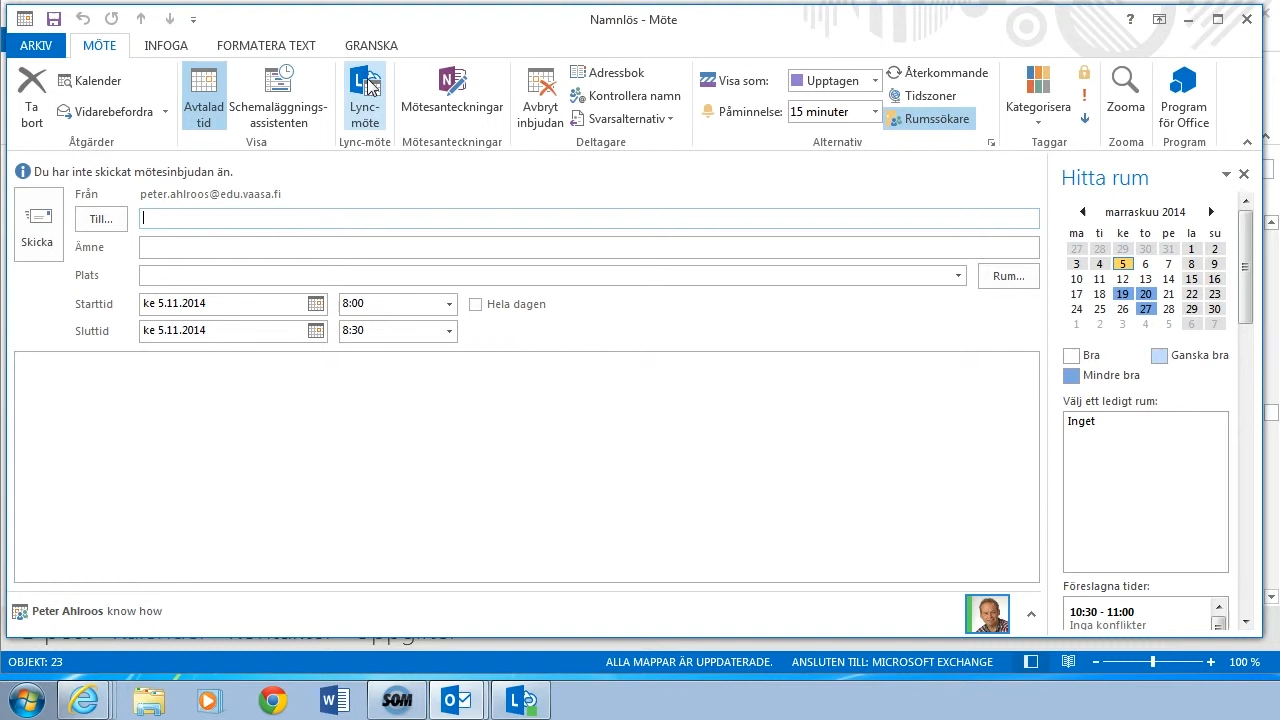 Namnlös - Möte
?
ARKIV MÖTE INFOGA FORMATERA TEXT GRANSKA
Ta bort
Kalender
Vidarebefordra
Åtgärder
Avtalad tid
Schemaläggnings-assistenten
Visa
Lync-möte
Lync-möte
Mötesanteckningar
Mötesanteckningar
Avbryt inbjudan
Adressbok
Kontrollera namn
Svarsalternativ
Deltagare
Visa som: Upptagen
Påminnelse: 15 minuter
Återkommande
Tidszoner
Rumssökare
Alternativ
Kategorisera
Taggar
Zooma
Zooma
Program för Office
Program
Du har inte skickat mötesinbjudan än.
Skicka
Från peter.ahlroos@edu.vaasa.fi
Till...
Ämne
Plats Rum...
Starttid ke 5.11.2014 8:00 Hela dagen
Sluttid ke 5.11.2014 8:30
Hitta rum
marraskuu 2014
ma ti ke to pe la su
27 28 29 30 31 1 2
3 4 5 6 7 8 9
10 11 12 13 14 15 16
17 18 19 20 21 22 23
24 25 26 27 28 29 30
1 2 3 4 5 6 7
Bra Ganska bra
Mindre bra
Välj ett ledigt rum:
Inget
Föreslagna tider:
10:30 - 11:00
Inga konflikter
Peter Ahlroos know how
OBJEKT: 23 ALLA MAPPAR ÄR UPPDATERADE. ANSLUTEN TILL: MICROSOFT EXCHANGE 100 %
SOM